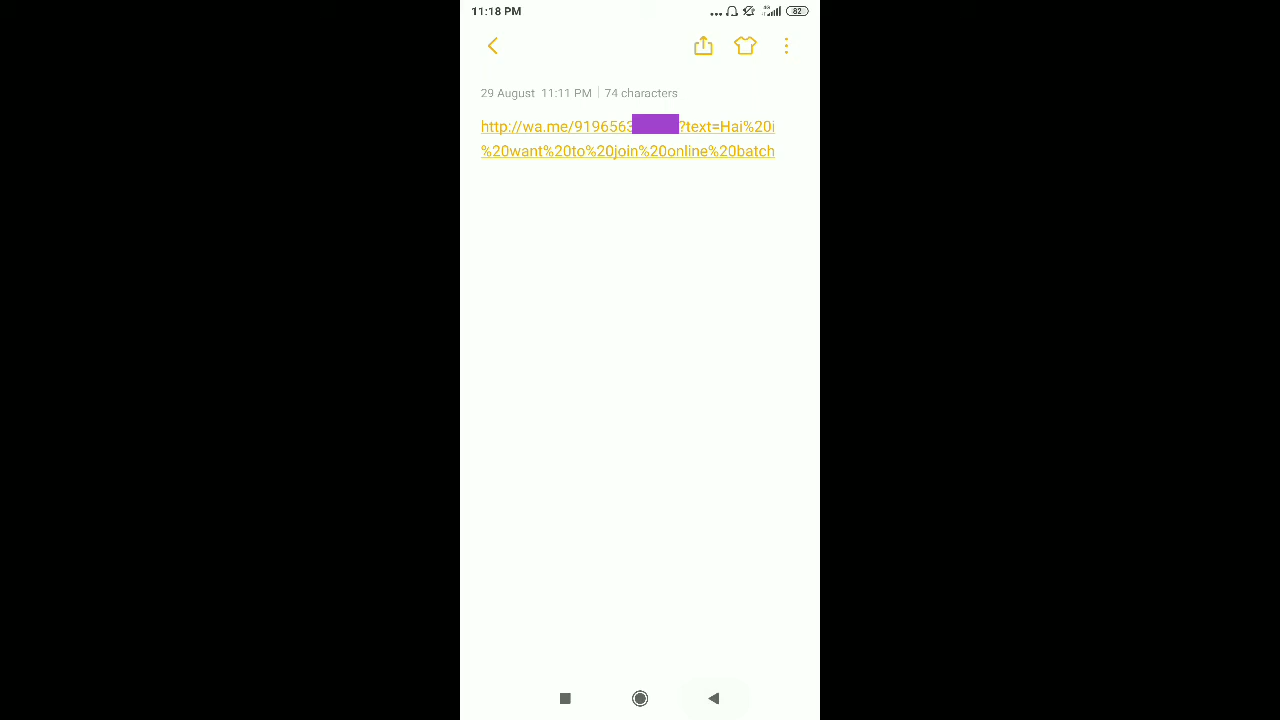 11:18 PM
82
29 August 11:11 PM | 74 characters
http://wa.me/919656 ?text=Hai%20i
%20want%20to%20join%20online%20batch